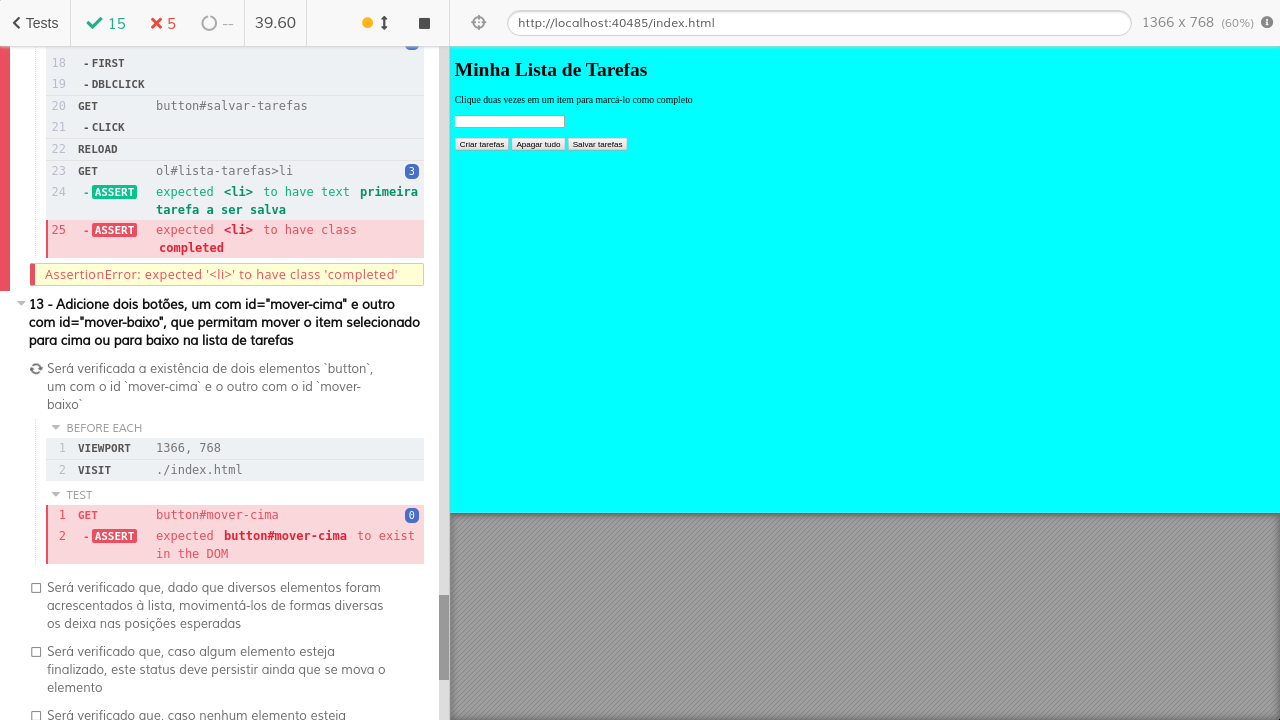 Tests 15 5 -- 39.60
http://localhost:40485/index.html 1366 x 768 (60%)
18 - FIRST
19 - DBLCLICK
20 GET button#salvar-tarefas
21 - CLICK
22 RELOAD
23 GET ol#lista-tarefas>li 3
24 - ASSERT expected <li> to have text primeira
tarefa a ser salva
25 - ASSERT expected <li> to have class
completed
AssertionError: expected '<li>' to have class 'completed'
13 - Adicione dois botões, um com id="mover-cima" e outro
com id="mover-baixo", que permitam mover o item selecionado
para cima ou para baixo na lista de tarefas
Será verificada a existência de dois elementos `button`,
um com o id `mover-cima` e o outro com o id `mover-
baixo`
BEFORE EACH
1 VIEWPORT 1366, 768
2 VISIT ./index.html
TEST
1 GET button#mover-cima 0
2 - ASSERT expected button#mover-cima to exist
in the DOM
Será verificado que, dado que diversos elementos foram
acrescentados à lista, movimentá-los de formas diversas
os deixa nas posições esperadas
Será verificado que, caso algum elemento esteja
finalizado, este status deve persistir ainda que se mova o
elemento
Será verificado que, caso nenhum elemento esteja
Minha Lista de Tarefas
Clique duas vezes em um item para marcá-lo como completo
Criar tarefas Apagar tudo Salvar tarefas